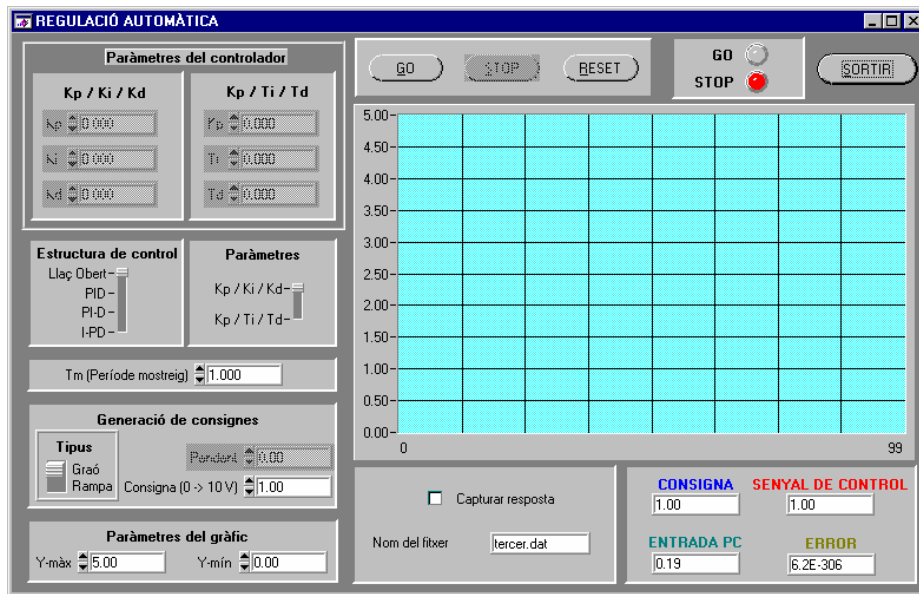 REGULACIÓ AUTOMÀTICA
Paràmetres del controlador
Kp / Ki / Kd
Kp 0.000
Ki 0.000
Kd 0.000
Kp / Ti / Td
Kp 0.000
Ti 0.000
Td 0.000
GO
STOP
RESET
GO
STOP
SORTIR
Estructura de control
Llaç Obert
PID
PI-D
I-PD
Paràmetres
Kp / Ki / Kd
Kp / Ti / Td
Tm (Període mostreig) 1.000
Generació de consignes
Tipus
Graó
Rampa
Pendent 0.00
Consigna (0 -> 10 V) 1.00
Paràmetres del gràfic
Y-màx 5.00
Y-mín 0.00
5.00
4.50
4.00
3.50
3.00
2.50
2.00
1.50
1.00
0.50
0.00
0
99
Capturar resposta
Nom del fitxer tercer.dat
CONSIGNA
1.00
SENYAL DE CONTROL
1.00
ENTRADA PC
0.19
ERROR
6.2E-306